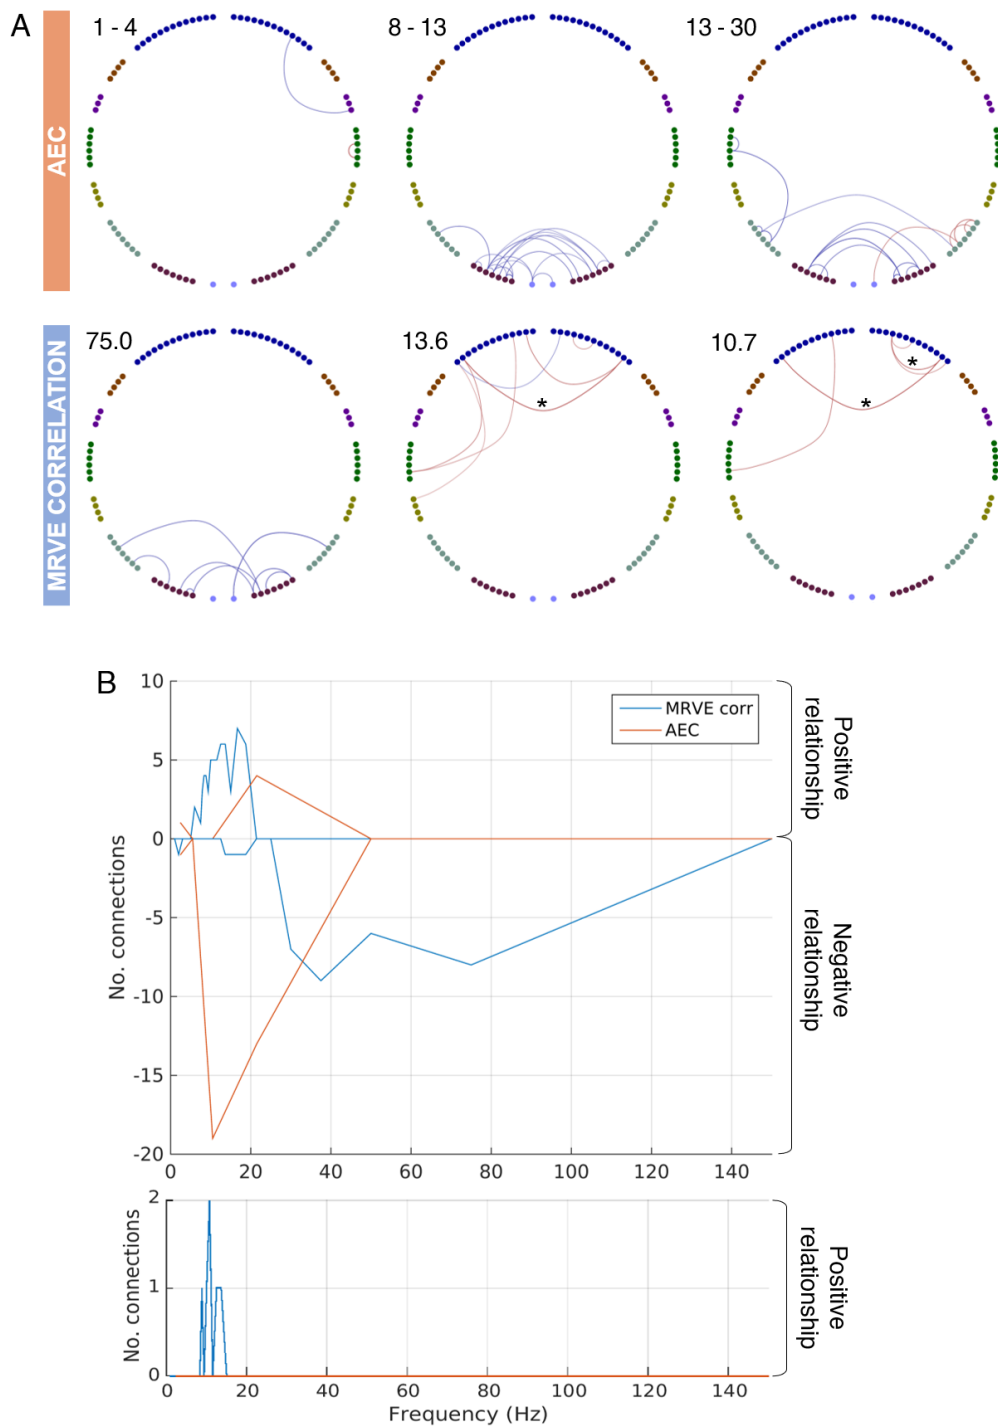 A
AEC
1 - 4
8 - 13
13 - 30
MRVE CORRELATION
75.0
13.6
10.7
*
*
*
B
10
5
0
-5
-10
-15
-20
No. connections
MRVE corr
AEC
Positive
relationship
Negative
relationship
0 20 40 60 80 100 120 140
2
1
0
No. connections
Positive
relationship
0 20 40 60 80 100 120 140
Frequency (Hz)